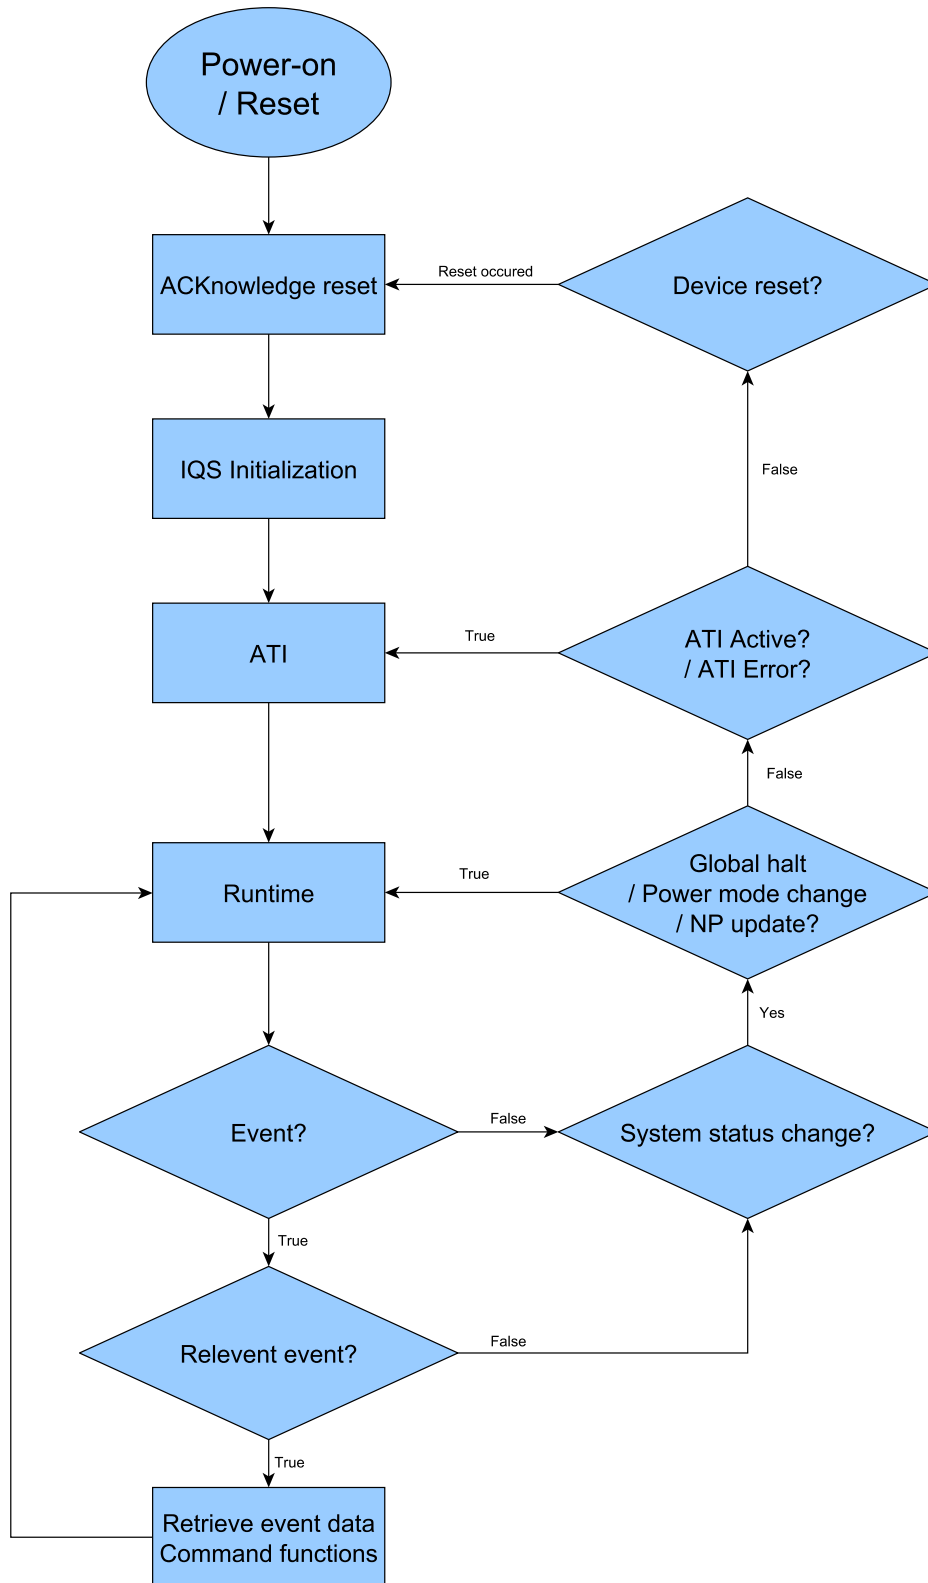 Power-on
/ Reset
ACKnowledge reset
Reset occured
Device reset?
IQS Initialization
False
ATI
True
ATI Active?
/ ATI Error?
False
Runtime
True
Global halt
/ Power mode change
/ NP update?
Yes
Event?
False
System status change?
True
Relevent event?
False
True
Retrieve event data
Command functions